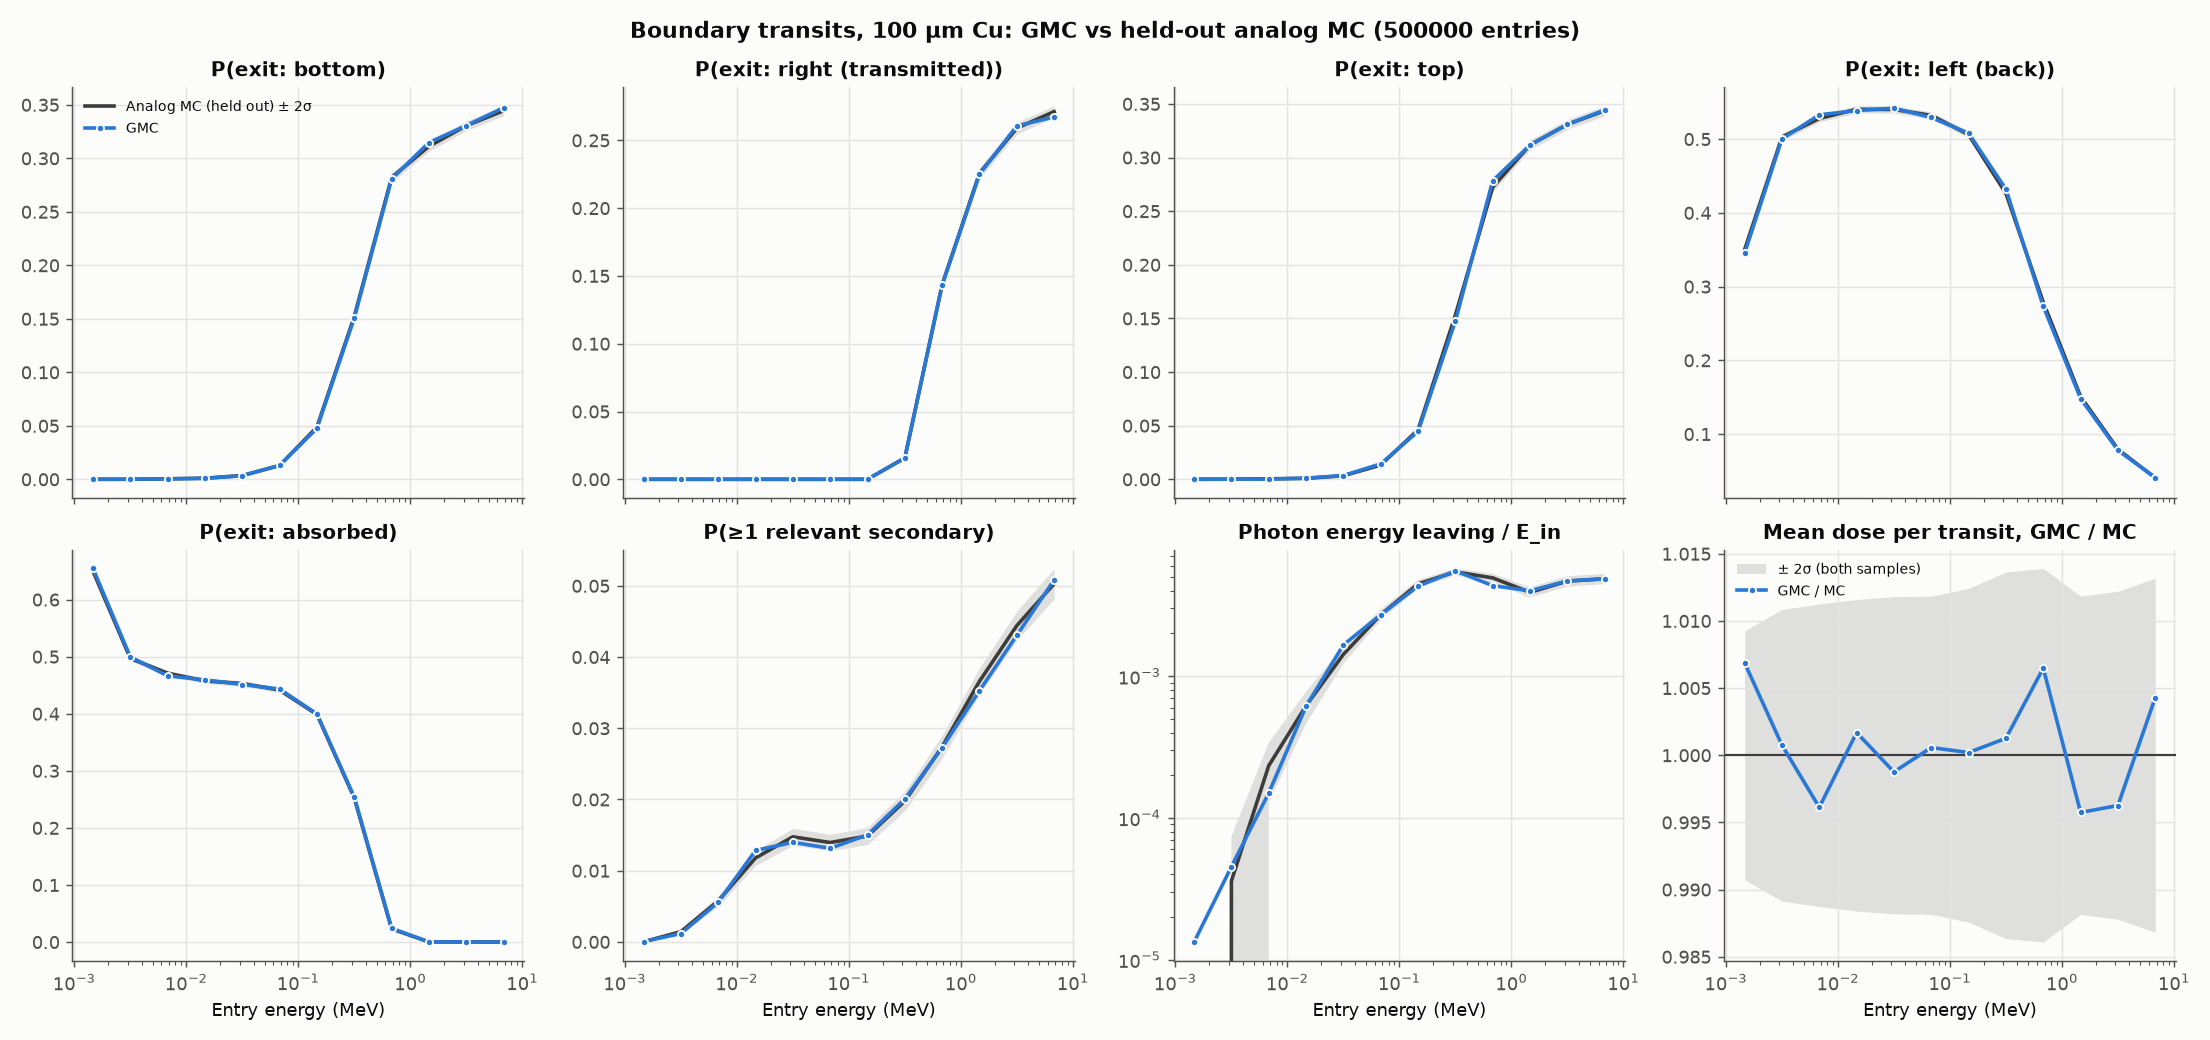 Boundary transits, 100 µm Cu: GMC vs held-out analog MC (500000 entries)
P(exit: bottom)
Analog MC (held out) ± 2σ
GMC
0.35
0.30
0.25
0.20
0.15
0.10
0.05
0.00
P(exit: right (transmitted))
0.25
0.20
0.15
0.10
0.05
0.00
P(exit: top)
0.35
0.30
0.25
0.20
0.15
0.10
0.05
0.00
P(exit: left (back))
0.5
0.4
0.3
0.2
0.1
P(exit: absorbed)
0.6
0.5
0.4
0.3
0.2
0.1
0.0
10⁻³ 10⁻² 10⁻¹ 10⁰ 10¹
Entry energy (MeV)
P(≥1 relevant secondary)
0.05
0.04
0.03
0.02
0.01
0.00
10⁻³ 10⁻² 10⁻¹ 10⁰ 10¹
Entry energy (MeV)
Photon energy leaving / E_in
10⁻³
10⁻⁴
10⁻⁵
10⁻³ 10⁻² 10⁻¹ 10⁰ 10¹
Entry energy (MeV)
Mean dose per transit, GMC / MC
± 2σ (both samples)
GMC / MC
1.015
1.010
1.005
1.000
0.995
0.990
0.985
10⁻³ 10⁻² 10⁻¹ 10⁰ 10¹
Entry energy (MeV)